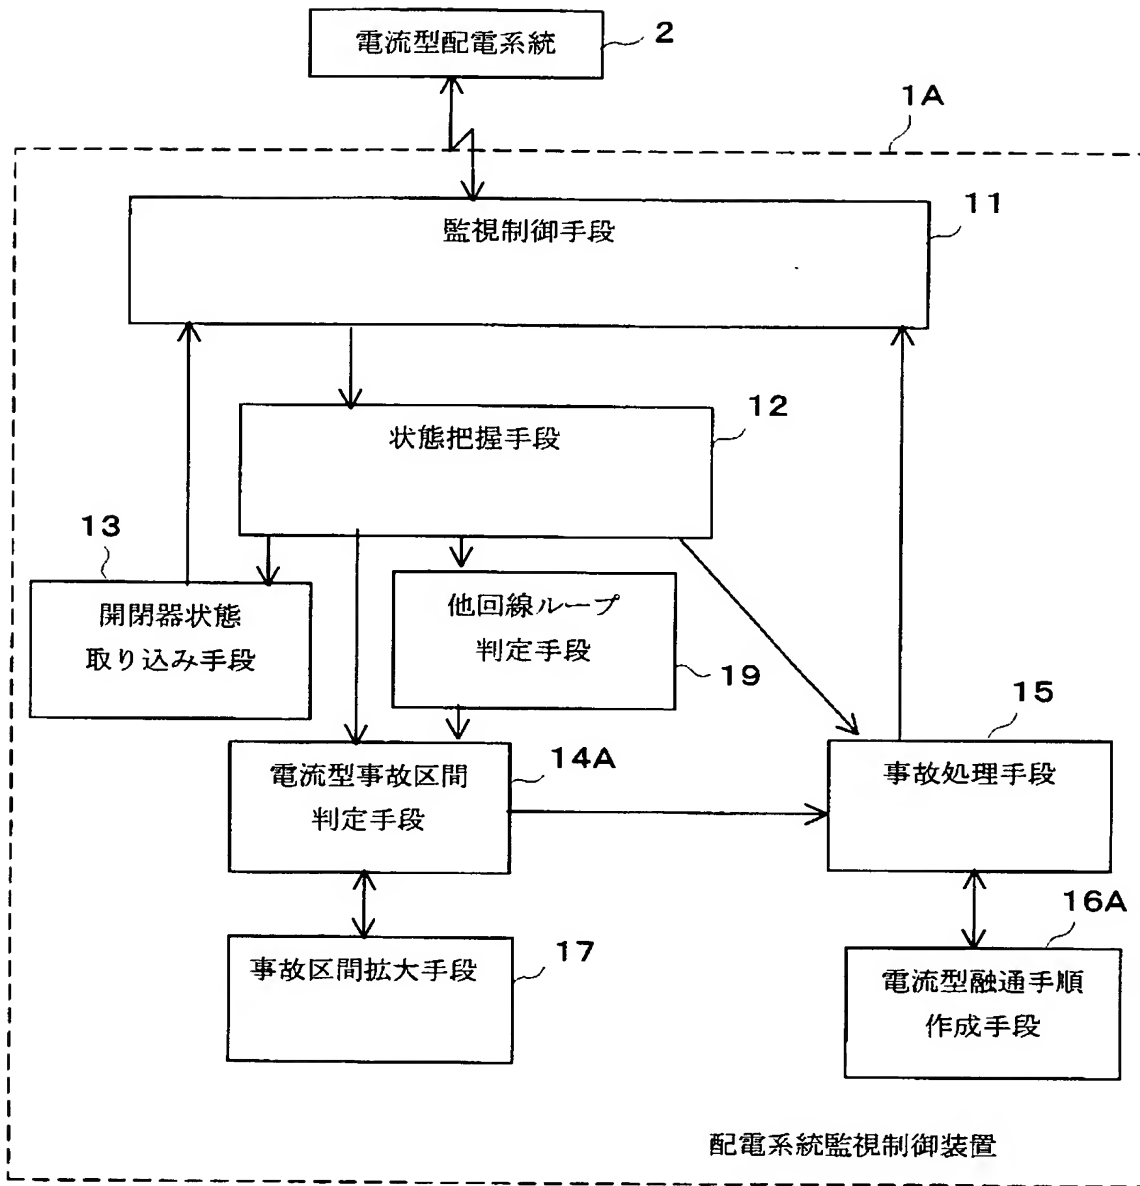 電流型配電系統
2
1A
監視制御手段
11
状態把握手段
12
13
開閉器状態
取り込み手段
他回線ループ
判定手段
19
電流型事故区間
判定手段
14A
15
事故処理手段
事故区間拡大手段
17
16A
電流型融通手順
作成手段
配電系統監視制御装置